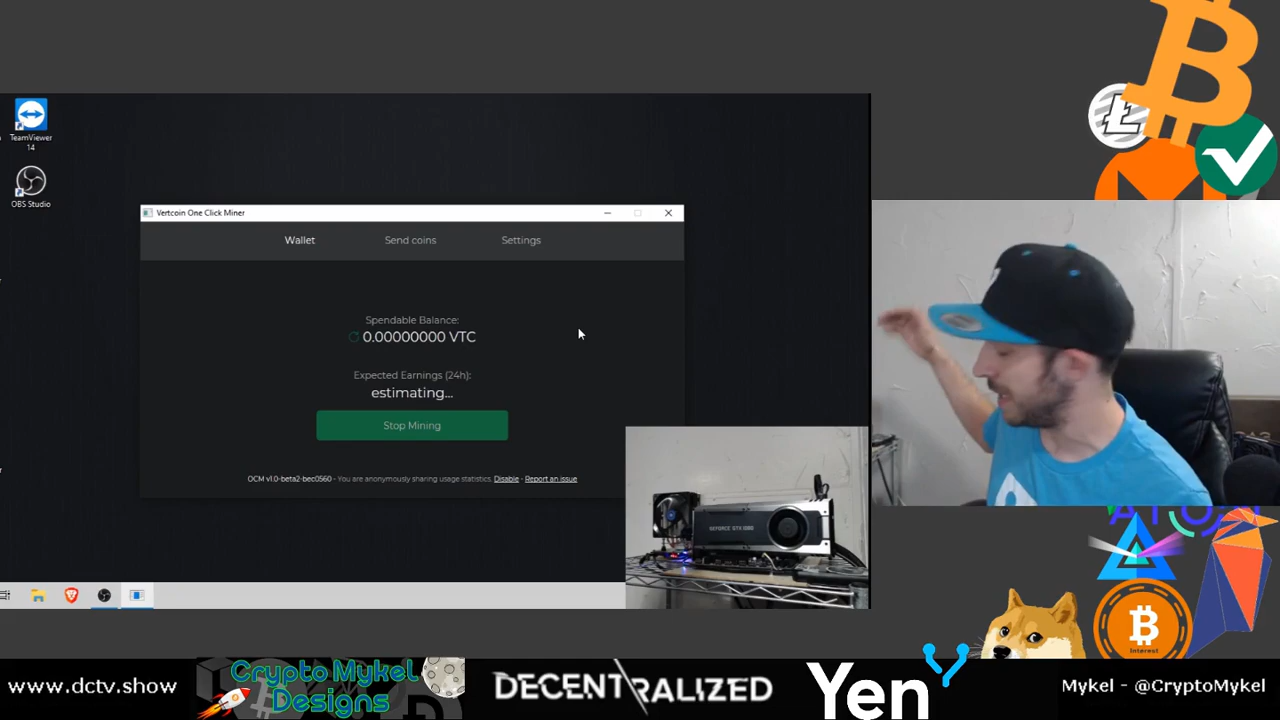 TeamViewer
14
OBS Studio
Vertcoin One Click Miner
Wallet
Send coins
Settings
Spendable Balance:
0.00000000 VTC
Expected Earnings (24h):
estimating...
Stop Mining
OCM v1.0-beta2-bec0560 - You are anonymously sharing usage statistics. Disable - Report an issue
GEFORCE GTX 1080
Interest
www.dctv.show
Crypto Mykel
Designs
DECENTRALIZED
Yen
Mykel - @CryptoMykel